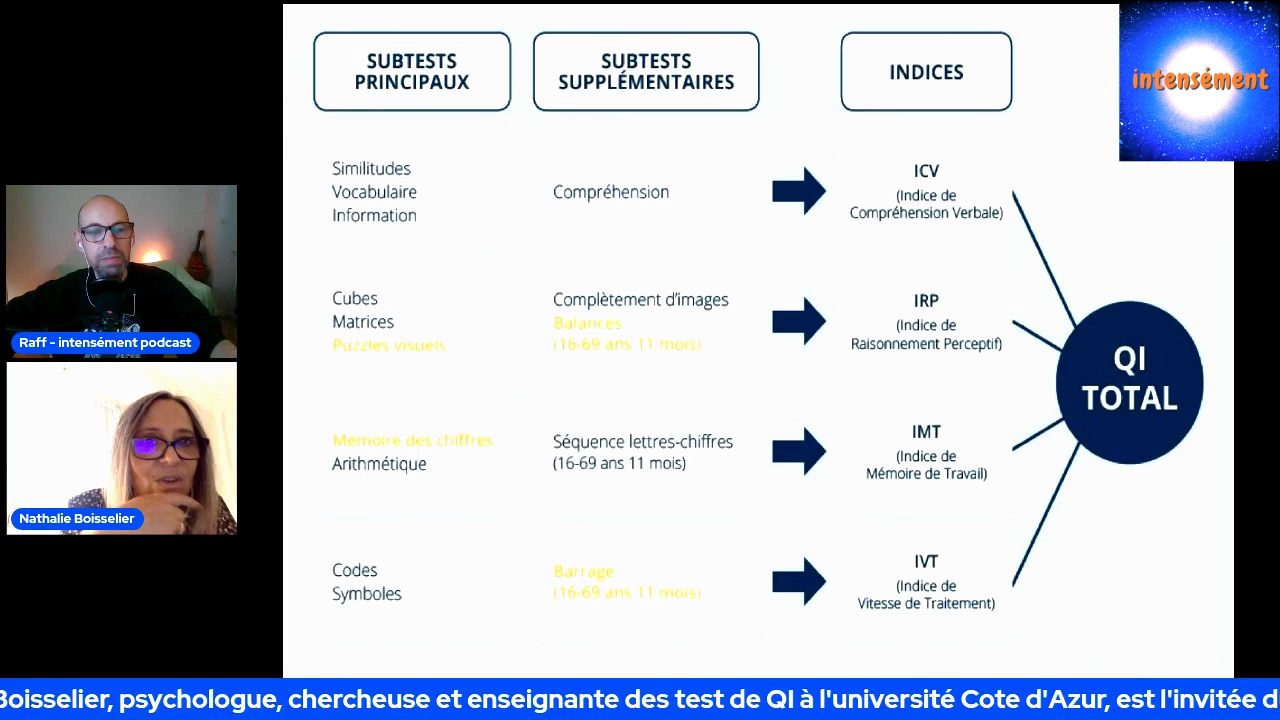 SUBTESTS
PRINCIPAUX
SUBTESTS
SUPPLÉMENTAIRES
INDICES
intensément
Similitudes
Vocabulaire
Information
Compréhension
ICV
(Indice de
Compréhension Verbale)
Cubes
Matrices
Puzzles visuels
Complètement d'images
Balances
(16-69 ans 11 mois)
IRP
(Indice de
Raisonnement Perceptif)
QI
TOTAL
Mémoire des chiffres
Arithmétique
Séquence lettres-chiffres
(16-69 ans 11 mois)
IMT
(Indice de
Mémoire de Travail)
Codes
Symboles
Barrage
(16-69 ans 11 mois)
IVT
(Indice de
Vitesse de Traitement)
Raff - intensément podcast
Nathalie Boisselier
Boisselier, psychologue, chercheuse et enseignante des test de QI à l'université Cote d'Azur, est l'invitée d